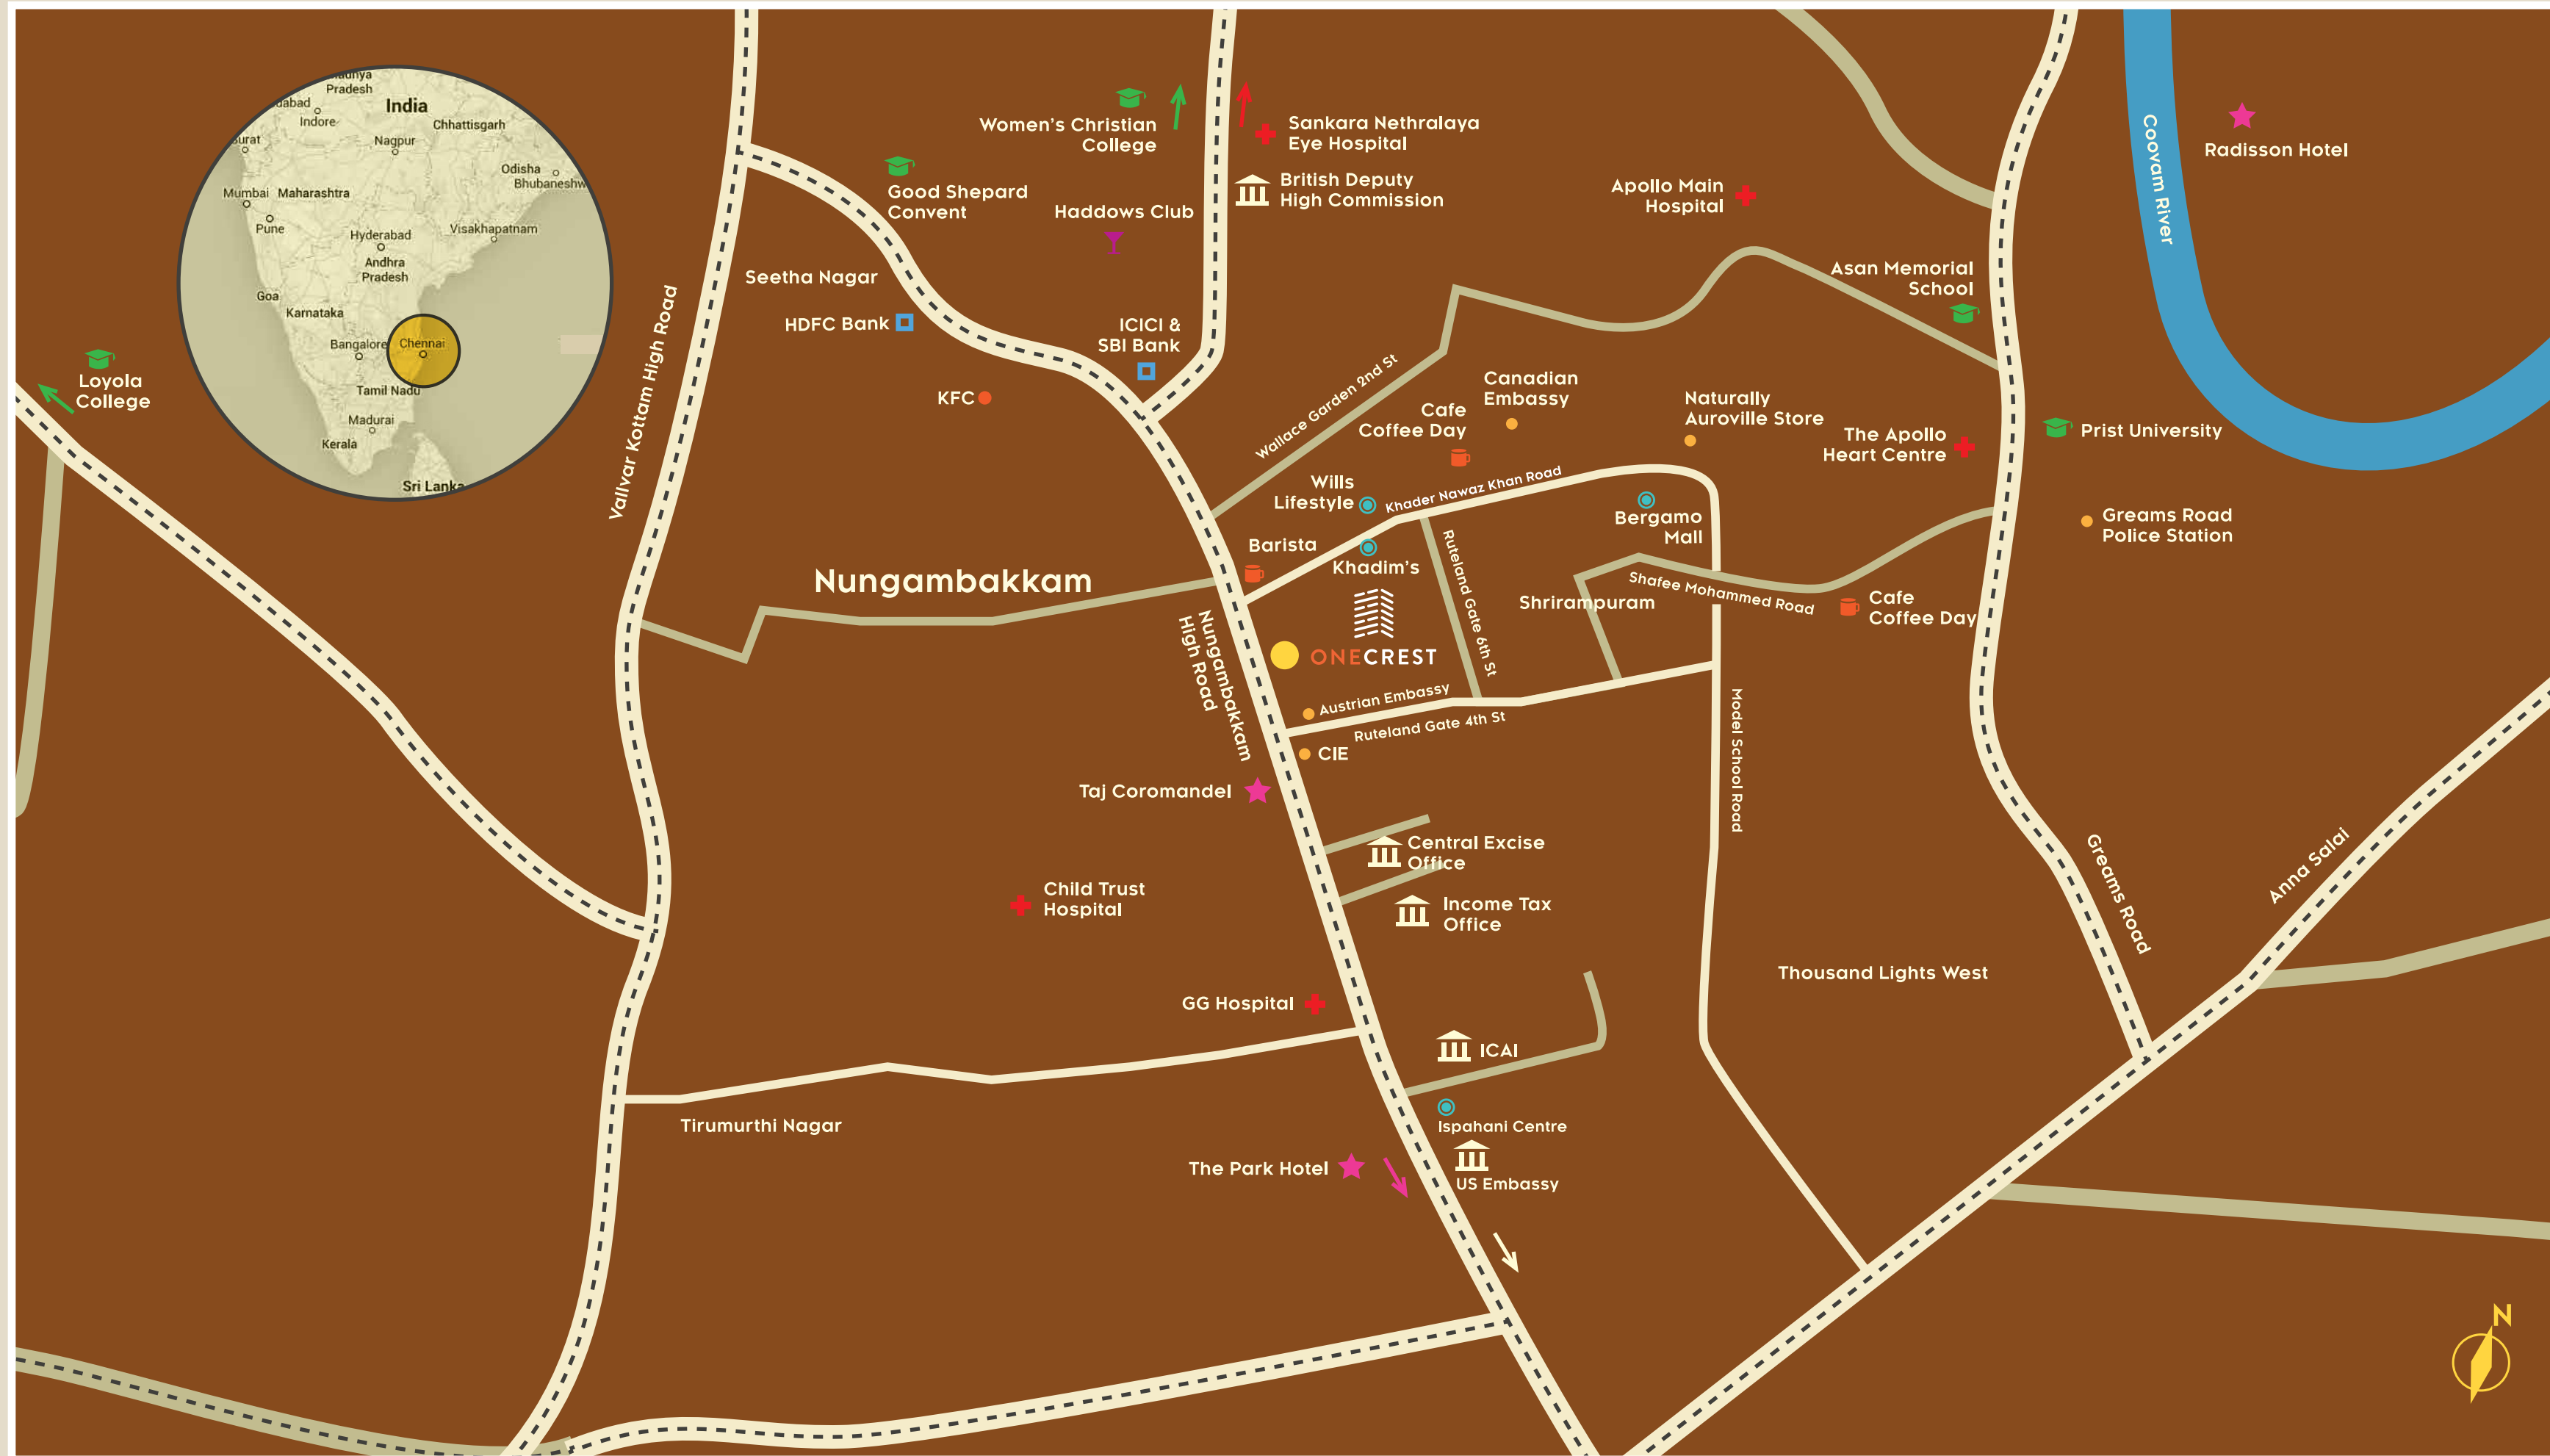 Pradesh
India
Indore
Chhattisgarh
Nagpur
Odisha
Mumbai
Maharashtra
Pune
Hyderabad
Visakhapatnam
Andhra
Pradesh
Goa
Karnataka
Bangalore
Chennai
Tamil Nadu
Madurai
Kerala
Sri Lanka
Loyola
College
Vallvar Kottam High Road
Women's Christian
College
Good Shepard
Convent
Haddows Club
Seetha Nagar
HDFC Bank
ICICI &
SBI Bank
KFC
Sankara Nethralaya
Eye Hospital
British Deputy
High Commission
Apollo Main
Hospital
Coovam River
Radisson Hotel
Asan Memorial
School
Wallace Garden 2nd St
Canadian
Embassy
Cafe
Coffee Day
Naturally
Auroville Store
The Apollo
Heart Centre
Prist University
Wills
Lifestyle
Khader Nawaz Khan Road
Bergamo
Mall
Greams Road
Police Station
Barista
Khadim's
Ruteland Gate 6th St
Nungambakkam
Shrirampuram
Shafee Mohammed Road
Cafe
Coffee Day
Nungambakkam
High Road
ONECREST
Austrian Embassy
Ruteland Gate 4th St
CIE
Model School Road
Taj Coromandel
Central Excise
Office
Child Trust
Hospital
Income Tax
Office
Greams Road
Anna Salai
Thousand Lights West
GG Hospital
ICAI
Tirumurthi Nagar
Ispahani Centre
The Park Hotel
US Embassy
N